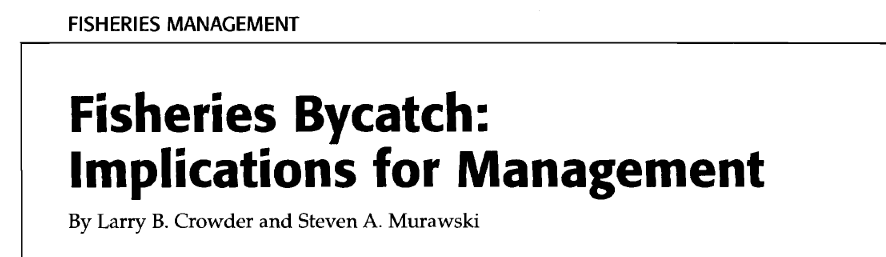 FISHERIES MANAGEMENT
Fisheries Bycatch:
Implications for Management
By Larry B. Crowder and Steven A. Murawski